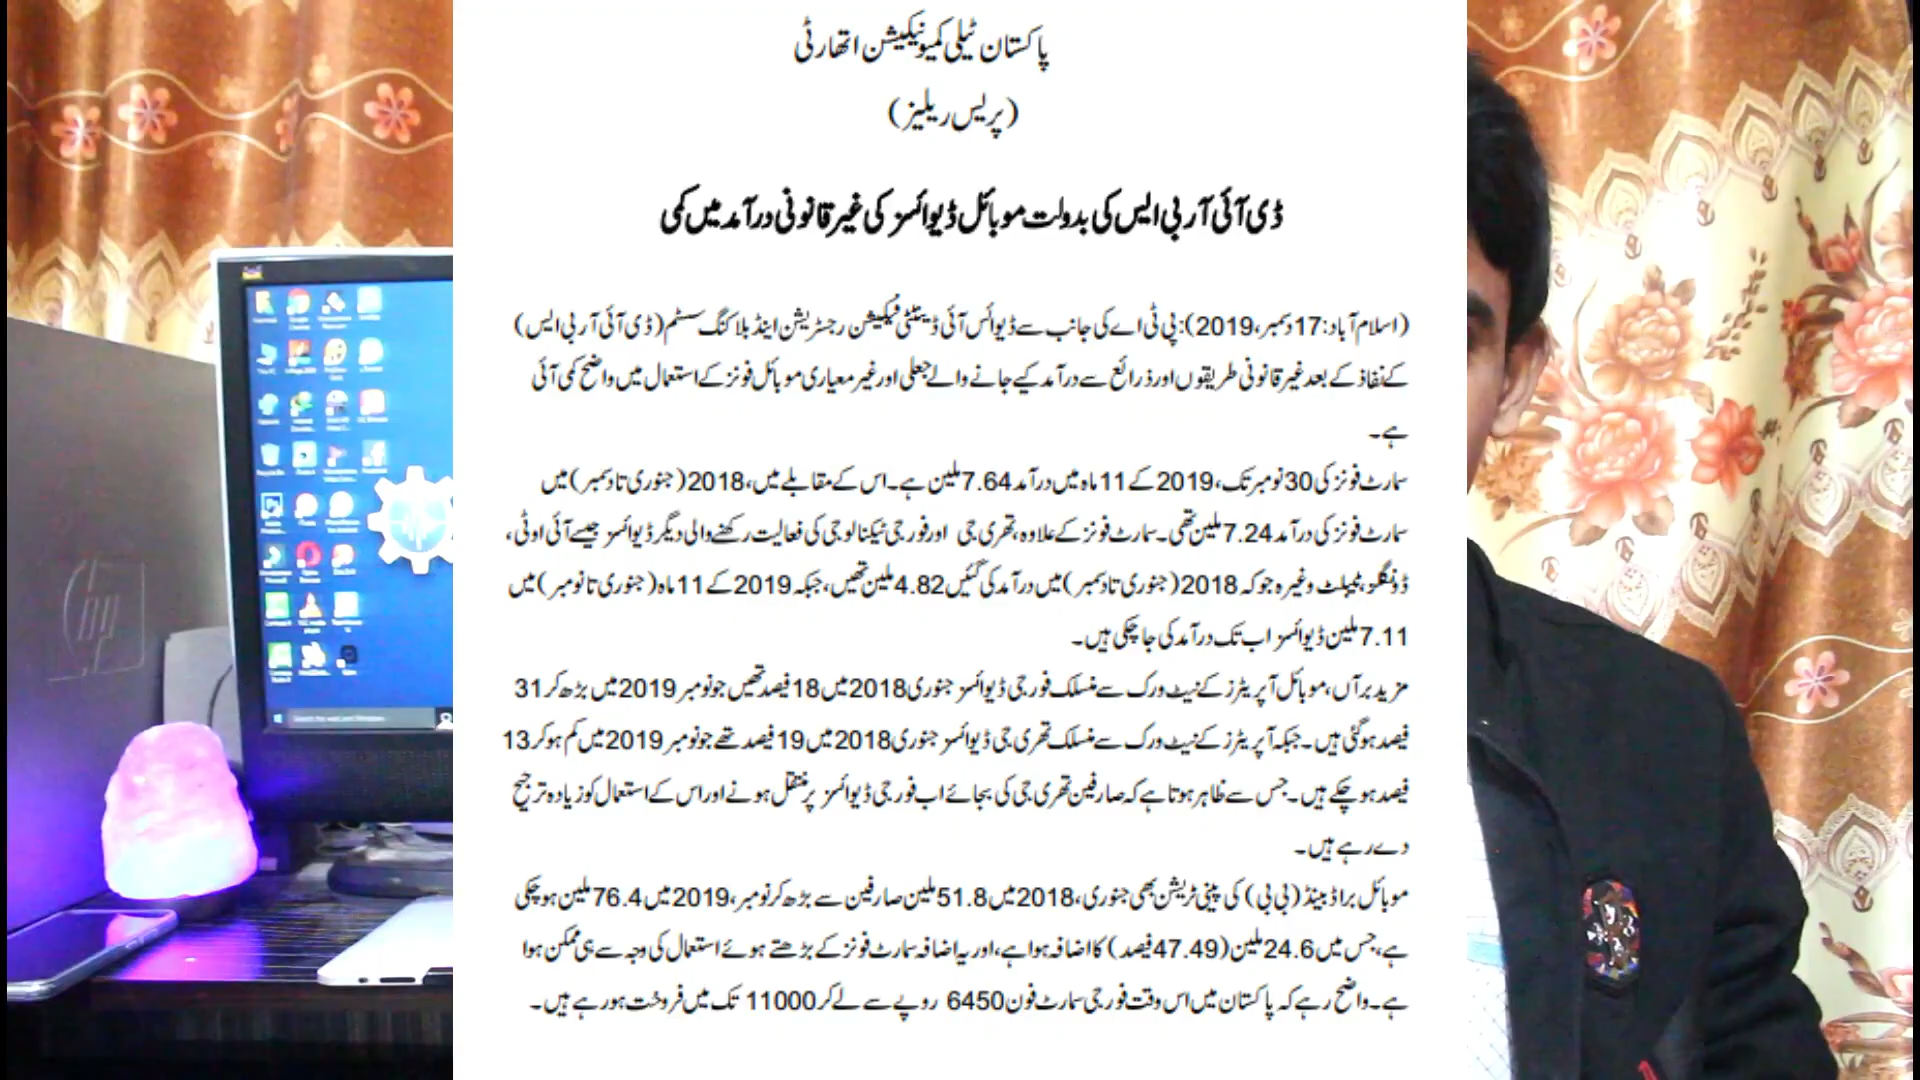 پاکستان ٹیلی کمیونیکیشن اتھارٹی
(پریس ریلیز)
ڈی آئی آر بی ایس کی بدولت موبائل ڈیوائسز کی غیر قانونی درآمد میں کمی
(اسلام آباد: 17 دسمبر، 2019): پی ٹی اے کی جانب سے ڈیوائس آئی ڈینٹٹی فیکیشن رجسٹریشن اینڈ بلاکنگ سسٹم (ڈی آئی آر بی ایس)
کے نفاذ کے بعد غیر قانونی طریقوں اور ذرائع سے درآمد کیے جانے والے جعلی اور غیر معیاری موبائل فونز کے استعمال میں واضح کمی آئی
ہے۔
سمارٹ فونز کی 30 نومبر تک، 2019 کے 11 ماہ میں درآمد 7.64 ملین ہے۔ اس کے مقابلے میں، 2018 (جنوری تا دسمبر) میں
سمارٹ فونز کی درآمد 7.24 ملین تھی۔ سمارٹ فونز کے علاوہ، تھری جی اور فور جی ٹیکنالوجی کی فعالیت رکھنے والی دیگر ڈیوائسز جیسے آئی او ٹی،
ڈونگلو، ٹیبلٹ وغیرہ جو کہ 2018 (جنوری تا دسمبر) میں درآمد کی گئیں 4.82 ملین تھیں، جبکہ 2019 کے 11 ماہ (جنوری تا نومبر) میں
7.11 ملین ڈیوائسز اب تک درآمد کی جا چکی ہیں۔
مزید برآں، موبائل آپریٹرز کے نیٹ ورک سے منسلک فور جی ڈیوائسز جنوری 2018 میں 18 فیصد تھیں جو نومبر 2019 میں بڑھ کر 31
فیصد ہو گئی ہیں۔ جبکہ آپریٹرز کے نیٹ ورک سے منسلک تھری جی ڈیوائسز جنوری 2018 میں 19 فیصد تھے جو نومبر 2019 میں کم ہو کر 13
فیصد ہو چکے ہیں۔ جس سے ظاہر ہوتا ہے کہ صارفین تھری جی کی بجائے اب فور جی ڈیوائسز پر منتقل ہونے اور اس کے استعمال کو زیادہ ترجیح
دے رہے ہیں۔
موبائل براڈ بینڈ (بی بی) کی پینی ٹریشن بھی جنوری، 2018 میں 51.8 ملین صارفین سے بڑھ کر نومبر، 2019 میں 76.4 ملین ہو چکی
ہے، جس میں 24.6 ملین (47.49 فیصد) کا اضافہ ہوا ہے، اور یہ اضافہ سمارٹ فونز کے بڑھتے ہوئے استعمال کی وجہ سے ہی ممکن ہوا
ہے۔ واضح رہے کہ پاکستان میں اس وقت فور جی سمارٹ فون 6450 روپے سے لے کر 11000 تک میں فروخت ہو رہے ہیں۔
hp